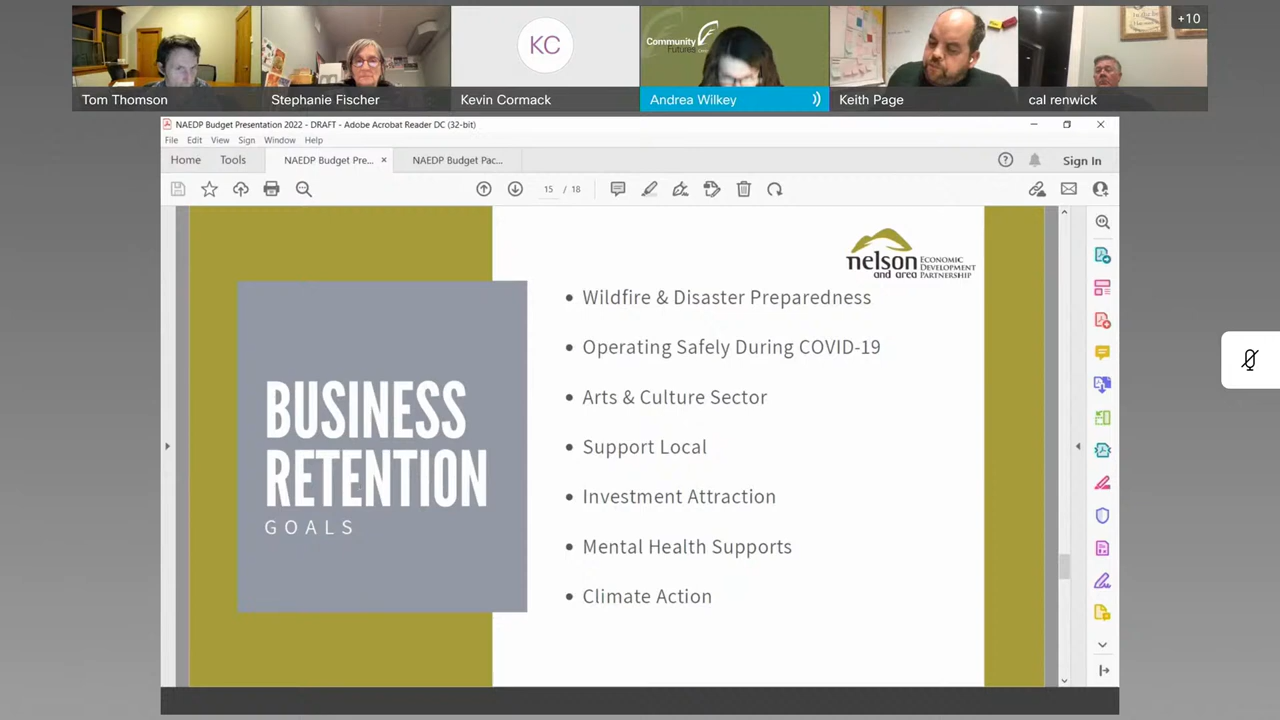 +10
Community
Futures
KC
Tom Thomson
Stephanie Fischer
Kevin Cormack
Andrea Wilkey
Keith Page
cal renwick
NAEDP Budget Presentation 2022 - DRAFT - Adobe Acrobat Reader DC (32-bit)
File Edit View Sign Window Help
Home Tools NAEDP Budget Pre... × NAEDP Budget Pac... Sign In
15 / 18
nelson
and area
ECONOMIC
DEVELOPMENT
PARTNERSHIP
BUSINESS
RETENTION
GOALS
• Wildfire & Disaster Preparedness
• Operating Safely During COVID-19
• Arts & Culture Sector
• Support Local
• Investment Attraction
• Mental Health Supports
• Climate Action